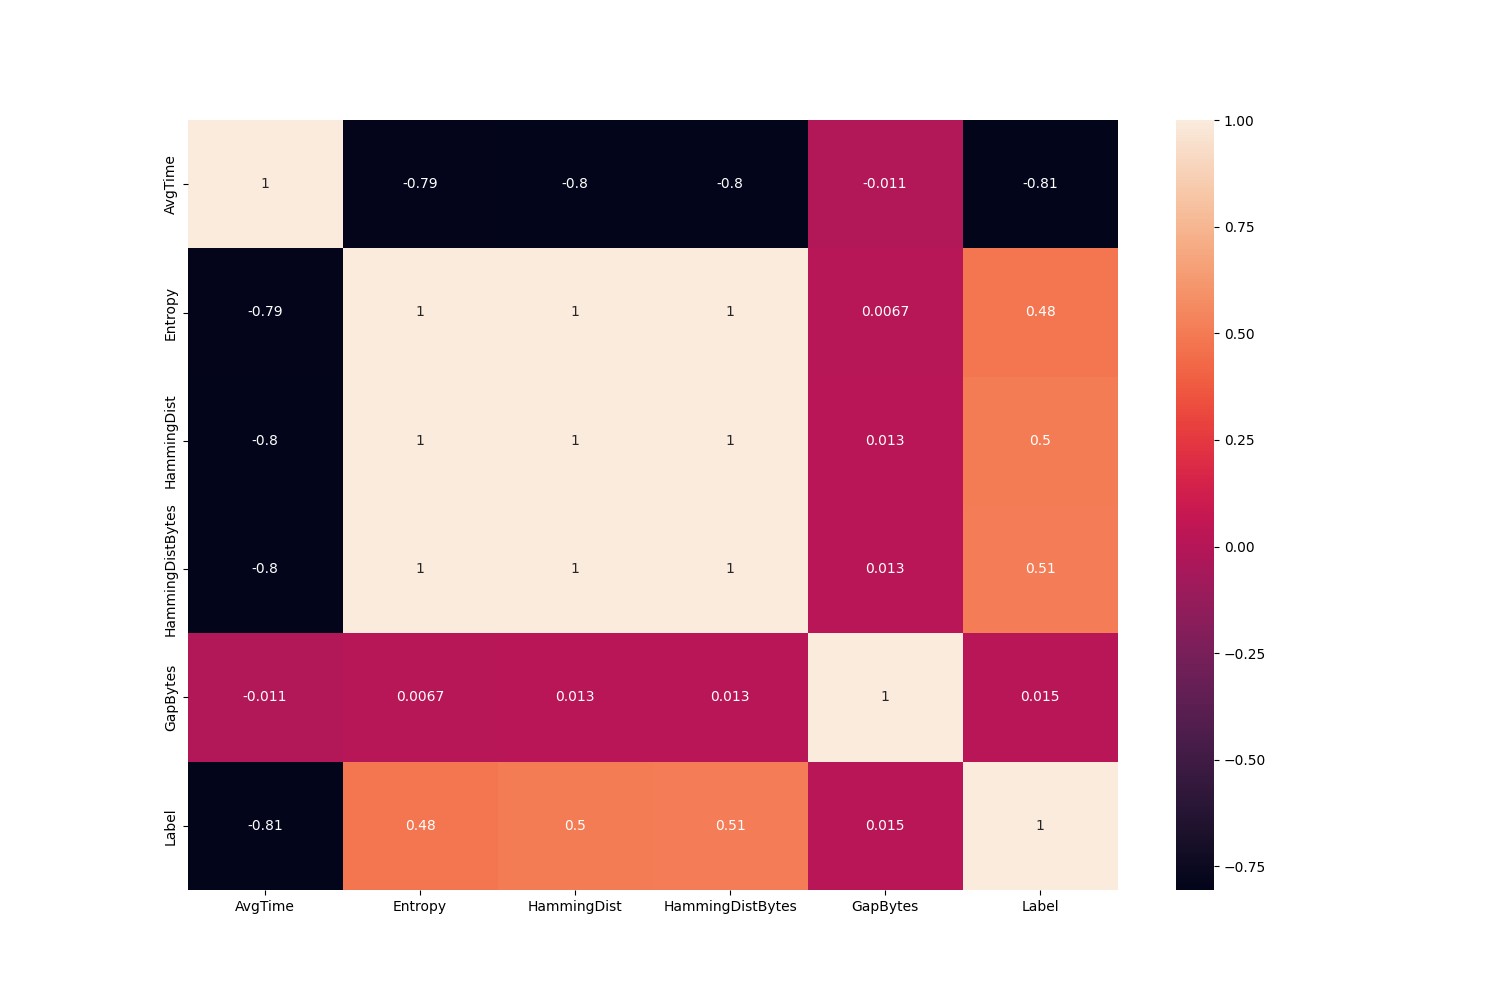 AvgTime 1 -0.79 -0.8 -0.8 -0.011 -0.81
Entropy -0.79 1 1 1 0.0067 0.48
HammingDist -0.8 1 1 1 0.013 0.5
HammingDistBytes -0.8 1 1 1 0.013 0.51
GapBytes -0.011 0.0067 0.013 0.013 1 0.015
Label -0.81 0.48 0.5 0.51 0.015 1
AvgTime Entropy HammingDist HammingDistBytes GapBytes Label
1.00
0.75
0.50
0.25
0.00
−0.25
−0.50
−0.75